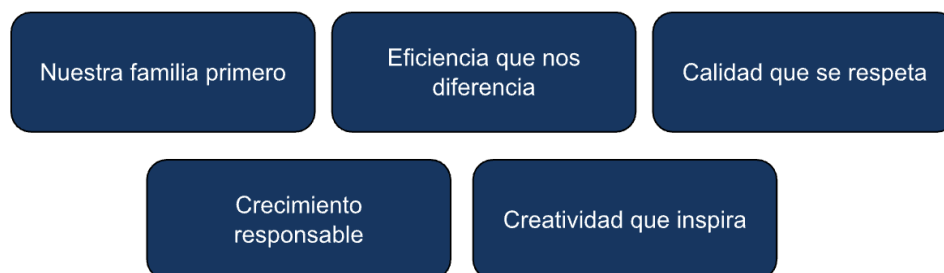 Nuestra familia primero
Eficiencia que nos
diferencia
Calidad que se respeta
Crecimiento
responsable
Creatividad que inspira